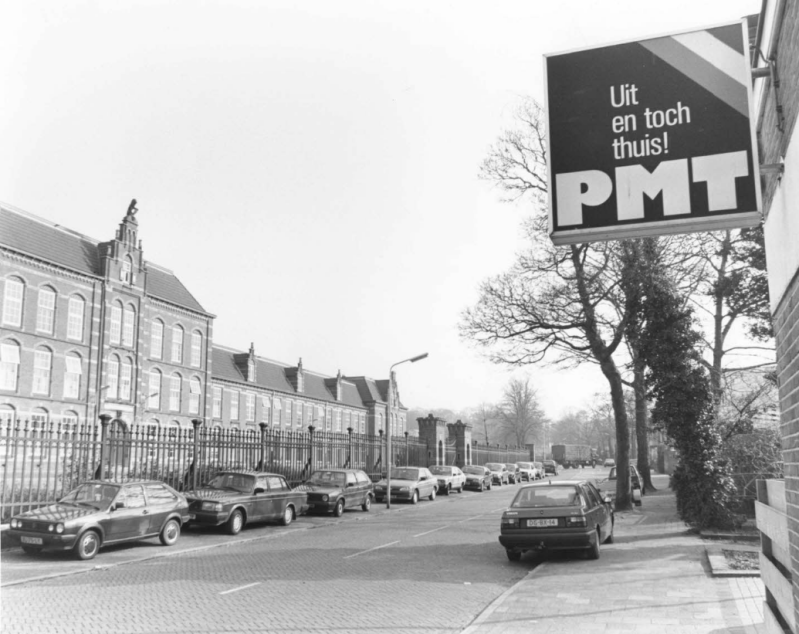 Uit
en toch
thuis!
PMT